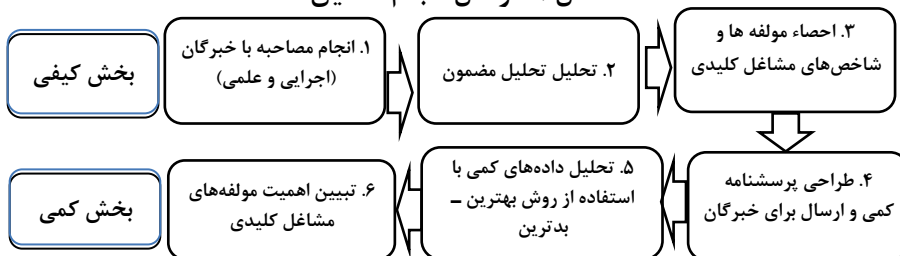 بخش کیفی
۱. انجام مصاحبه با خبرگان
(اجرایی و علمی)
۲. تحلیل تحلیل مضمون
۳. احصاء مولفه ها و
شاخص‌های مشاغل کلیدی
۴. طراحی پرسشنامه
کمی و ارسال برای خبرگان
۵. تحلیل داده‌های کمی با
استفاده از روش بهترین –
بدترین
۶. تبیین اهمیت مولفه‌های
مشاغل کلیدی
بخش کمی